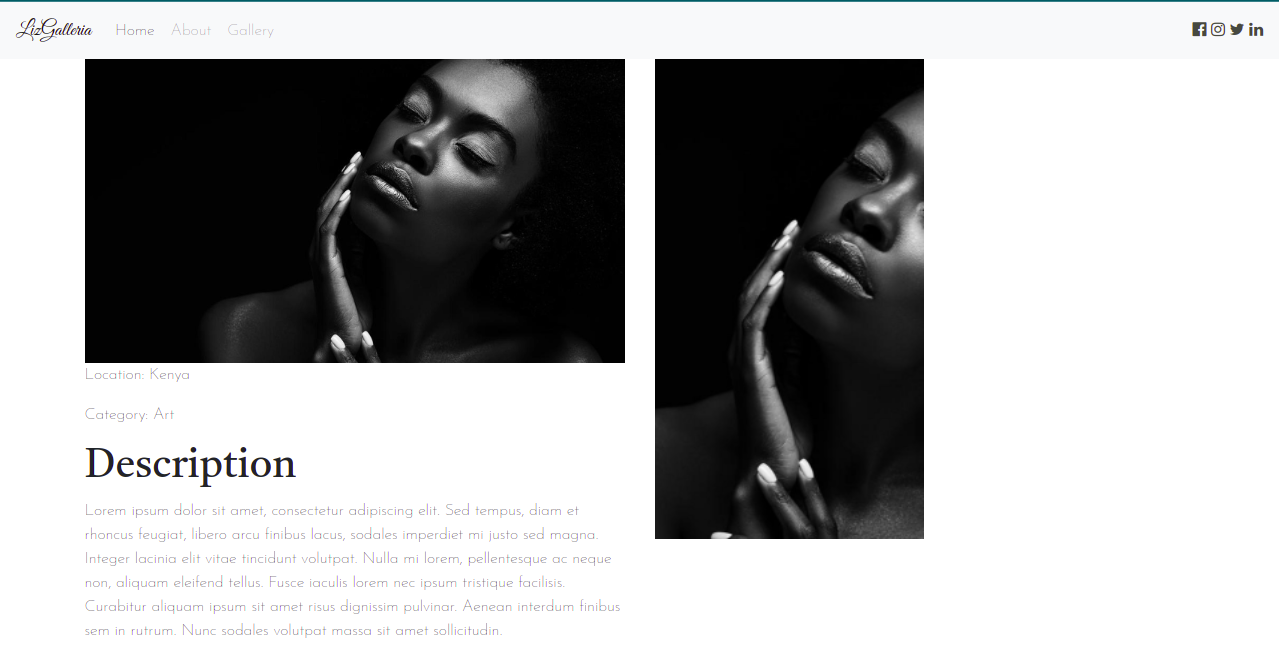 LizGalleria Home About Gallery
Location: Kenya
Category: Art
Description
Lorem ipsum dolor sit amet, consectetur adipiscing elit. Sed tempus, diam et
rhoncus feugiat, libero arcu finibus lacus, sodales imperdiet mi justo sed magna.
Integer lacinia elit vitae tincidunt volutpat. Nulla mi lorem, pellentesque ac neque
non, aliquam eleifend tellus. Fusce iaculis lorem nec ipsum tristique facilisis.
Curabitur aliquam ipsum sit amet risus dignissim pulvinar. Aenean interdum finibus
sem in rutrum. Nunc sodales volutpat massa sit amet sollicitudin.